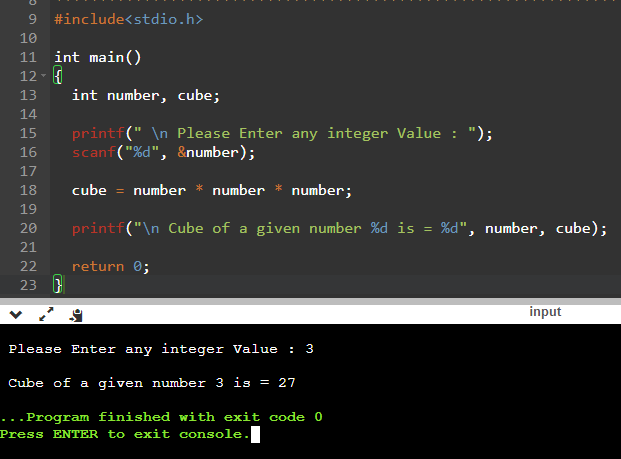 8
9 #include<stdio.h>
10
11 int main()
12 {
13 int number, cube;
14
15 printf(" \n Please Enter any integer Value : ");
16 scanf("%d", &number);
17
18 cube = number * number * number;
19
20 printf("\n Cube of a given number %d is = %d", number, cube);
21
22 return 0;
23 }
input
Please Enter any integer Value : 3
Cube of a given number 3 is = 27
...Program finished with exit code 0
Press ENTER to exit console.